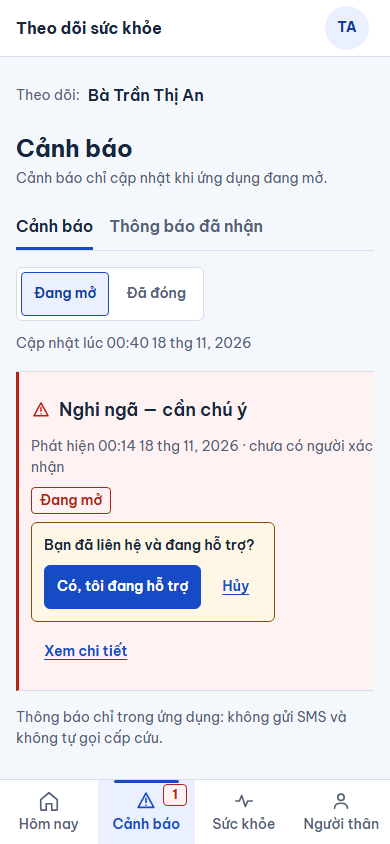 Theo dõi sức khỏe
TA
Theo dõi: Bà Trần Thị An
Cảnh báo
Cảnh báo chỉ cập nhật khi ứng dụng đang mở.
Cảnh báo Thông báo đã nhận
Đang mở Đã đóng
Cập nhật lúc 00:40 18 thg 11, 2026
Nghi ngã — cần chú ý
Phát hiện 00:14 18 thg 11, 2026 · chưa có người xác
nhận
Đang mở
Bạn đã liên hệ và đang hỗ trợ?
Có, tôi đang hỗ trợ Hủy
Xem chi tiết
Thông báo chỉ trong ứng dụng: không gửi SMS và
không tự gọi cấp cứu.
1
Hôm nay Cảnh báo Sức khỏe Người thân